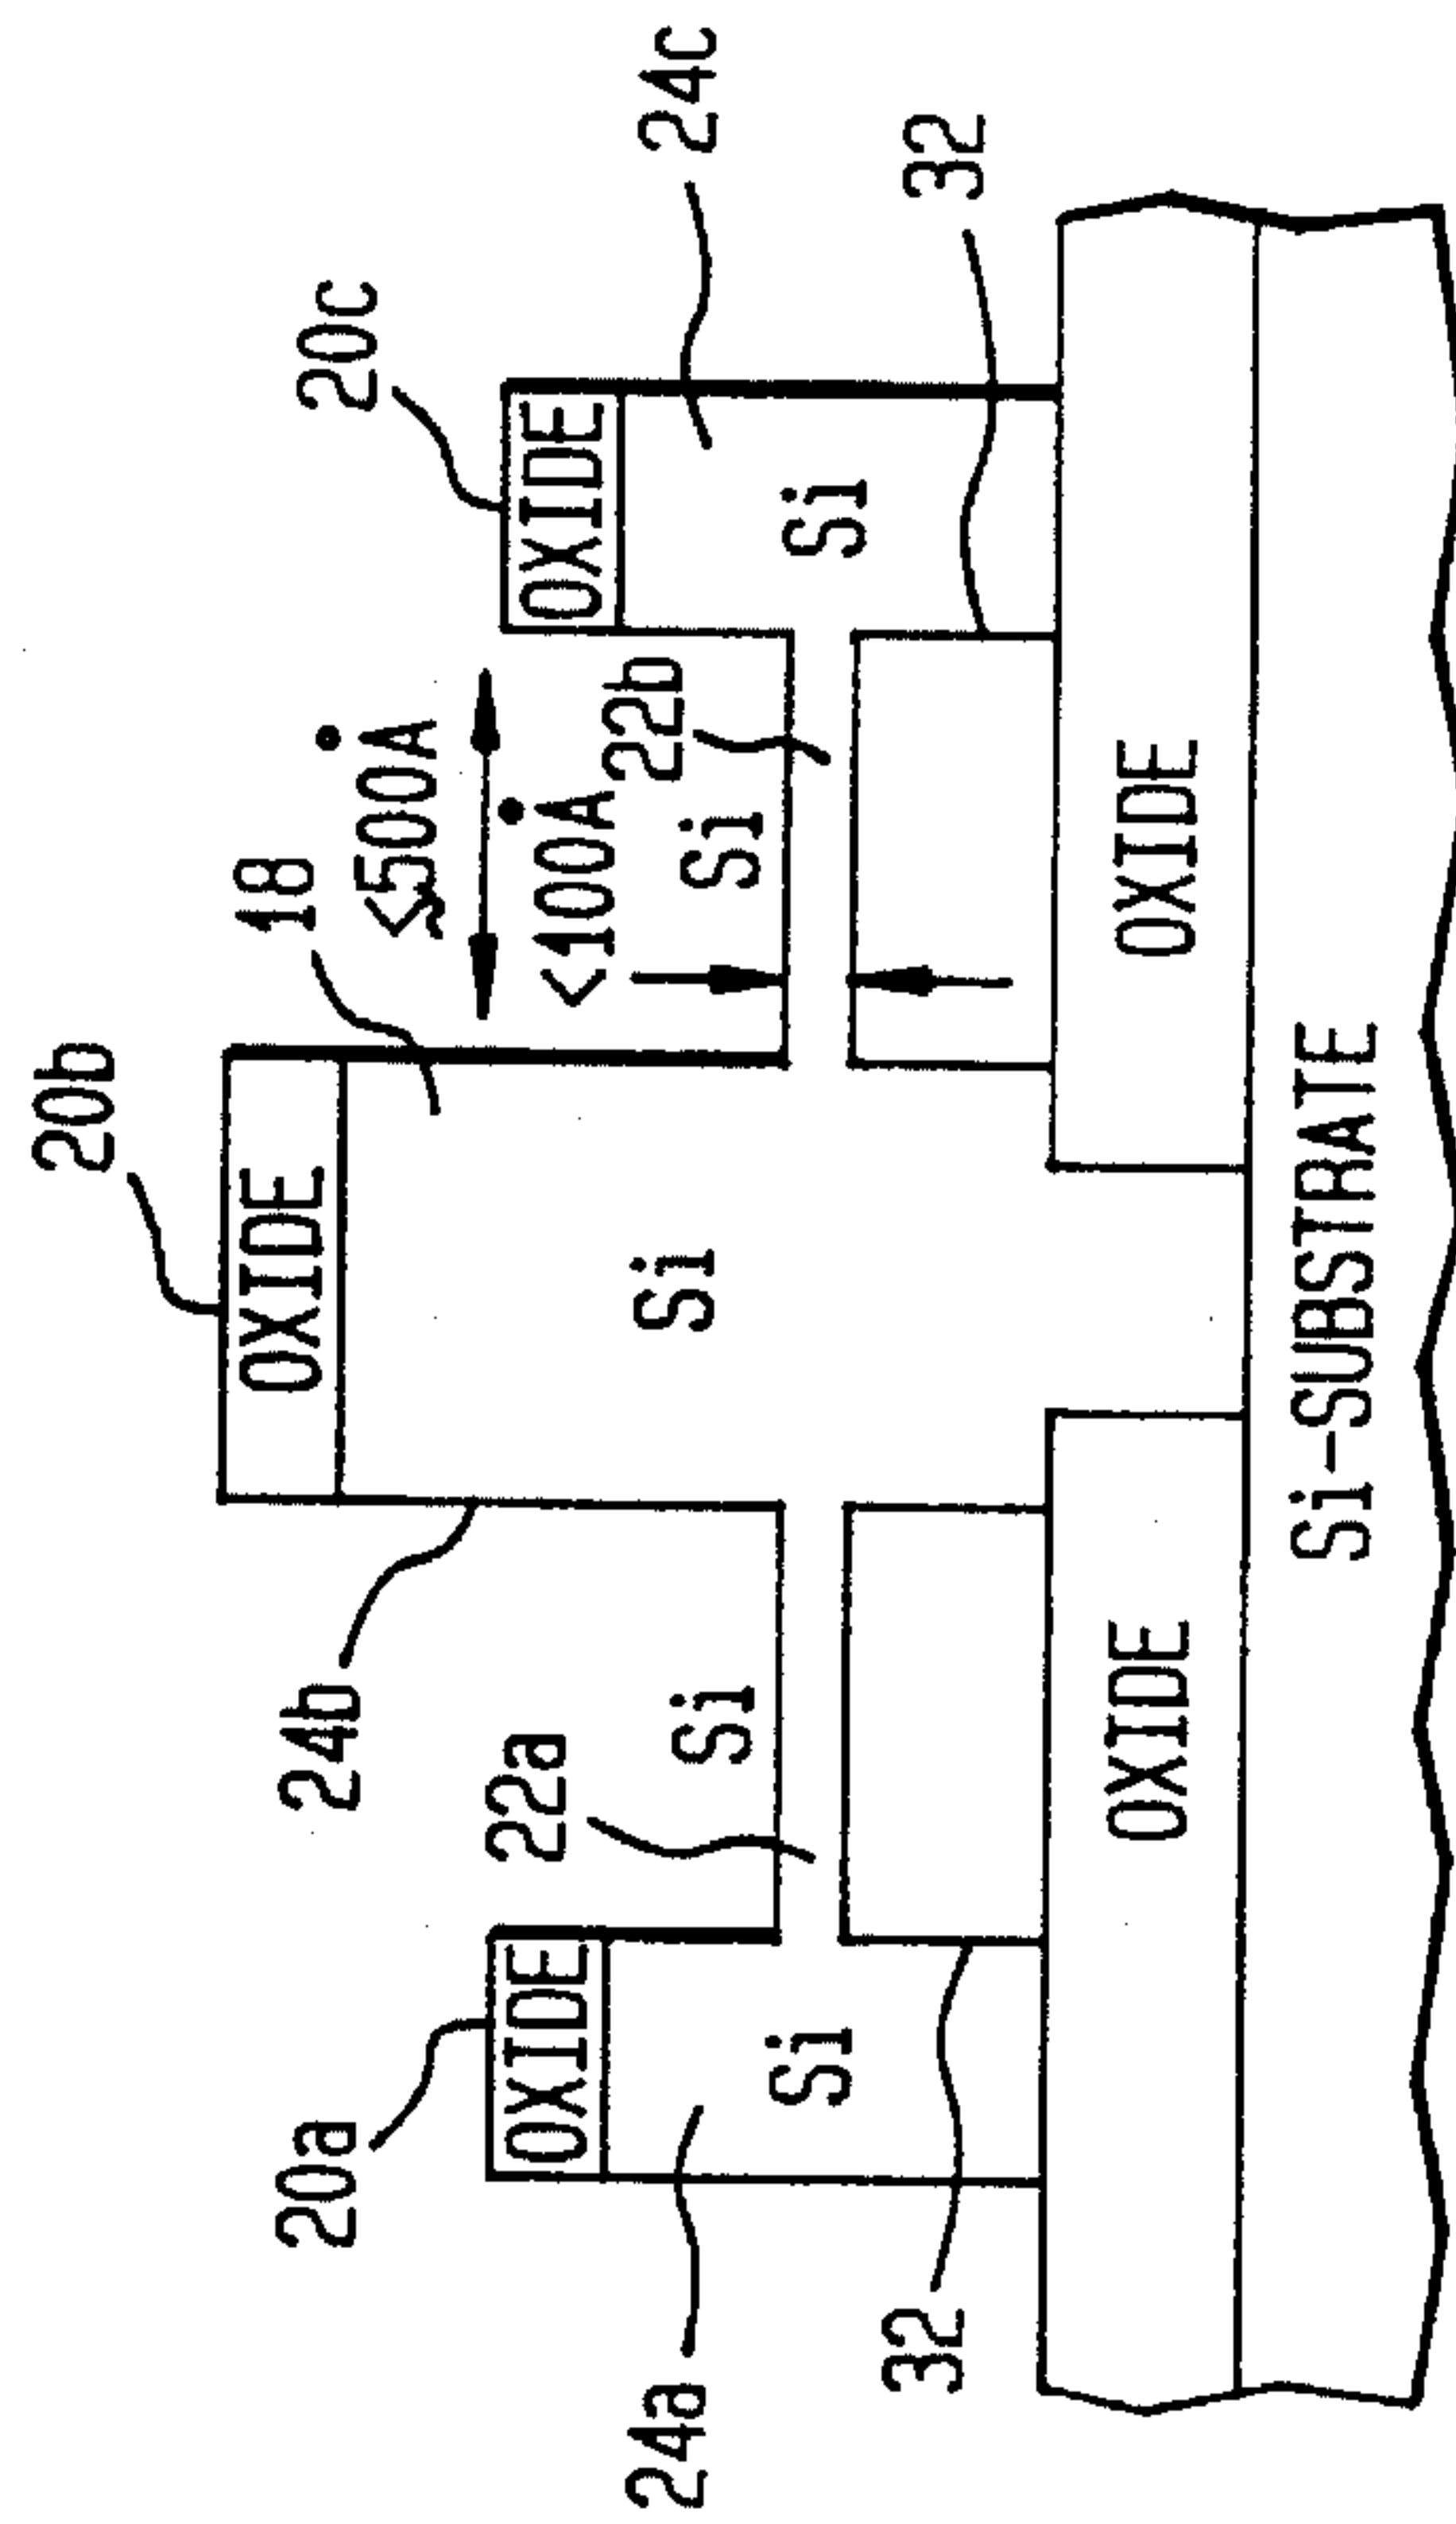 20b
20c
18
20a
24b
OXIDE
≲500Å
24c
22a
OXIDE
<100Å
OXIDE
24a
Si
Si
Si
22b
Si
Si
32
32
OXIDE
OXIDE
Si-SUBSTRATE